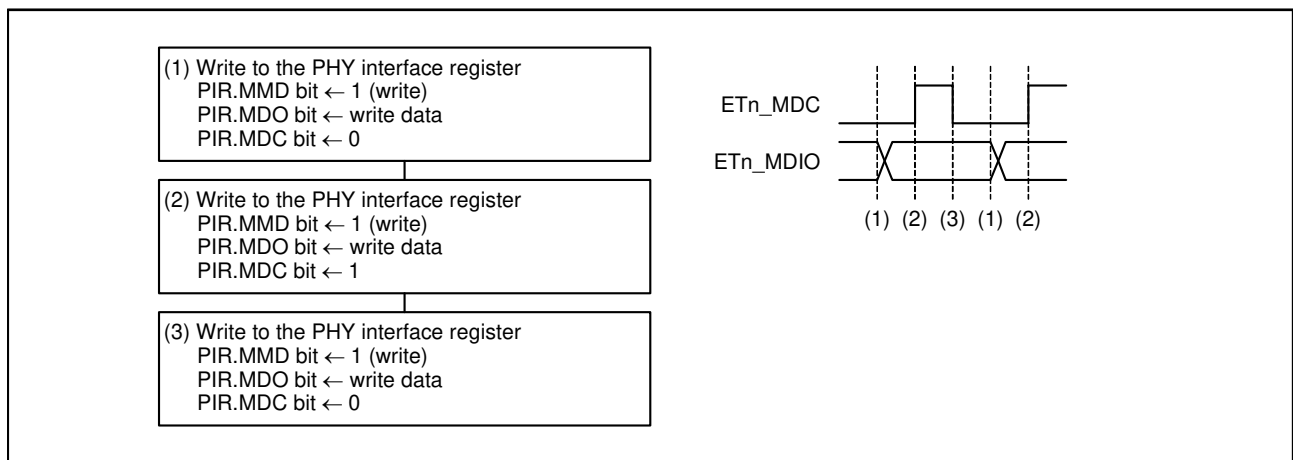 (1) Write to the PHY interface register
PIR.MMD bit ← 1 (write)
PIR.MDO bit ← write data
PIR.MDC bit ← 0
(2) Write to the PHY interface register
PIR.MMD bit ← 1 (write)
PIR.MDO bit ← write data
PIR.MDC bit ← 1
(3) Write to the PHY interface register
PIR.MMD bit ← 1 (write)
PIR.MDO bit ← write data
PIR.MDC bit ← 0
ETn_MDC
ETn_MDIO
(1) (2) (3) (1) (2)